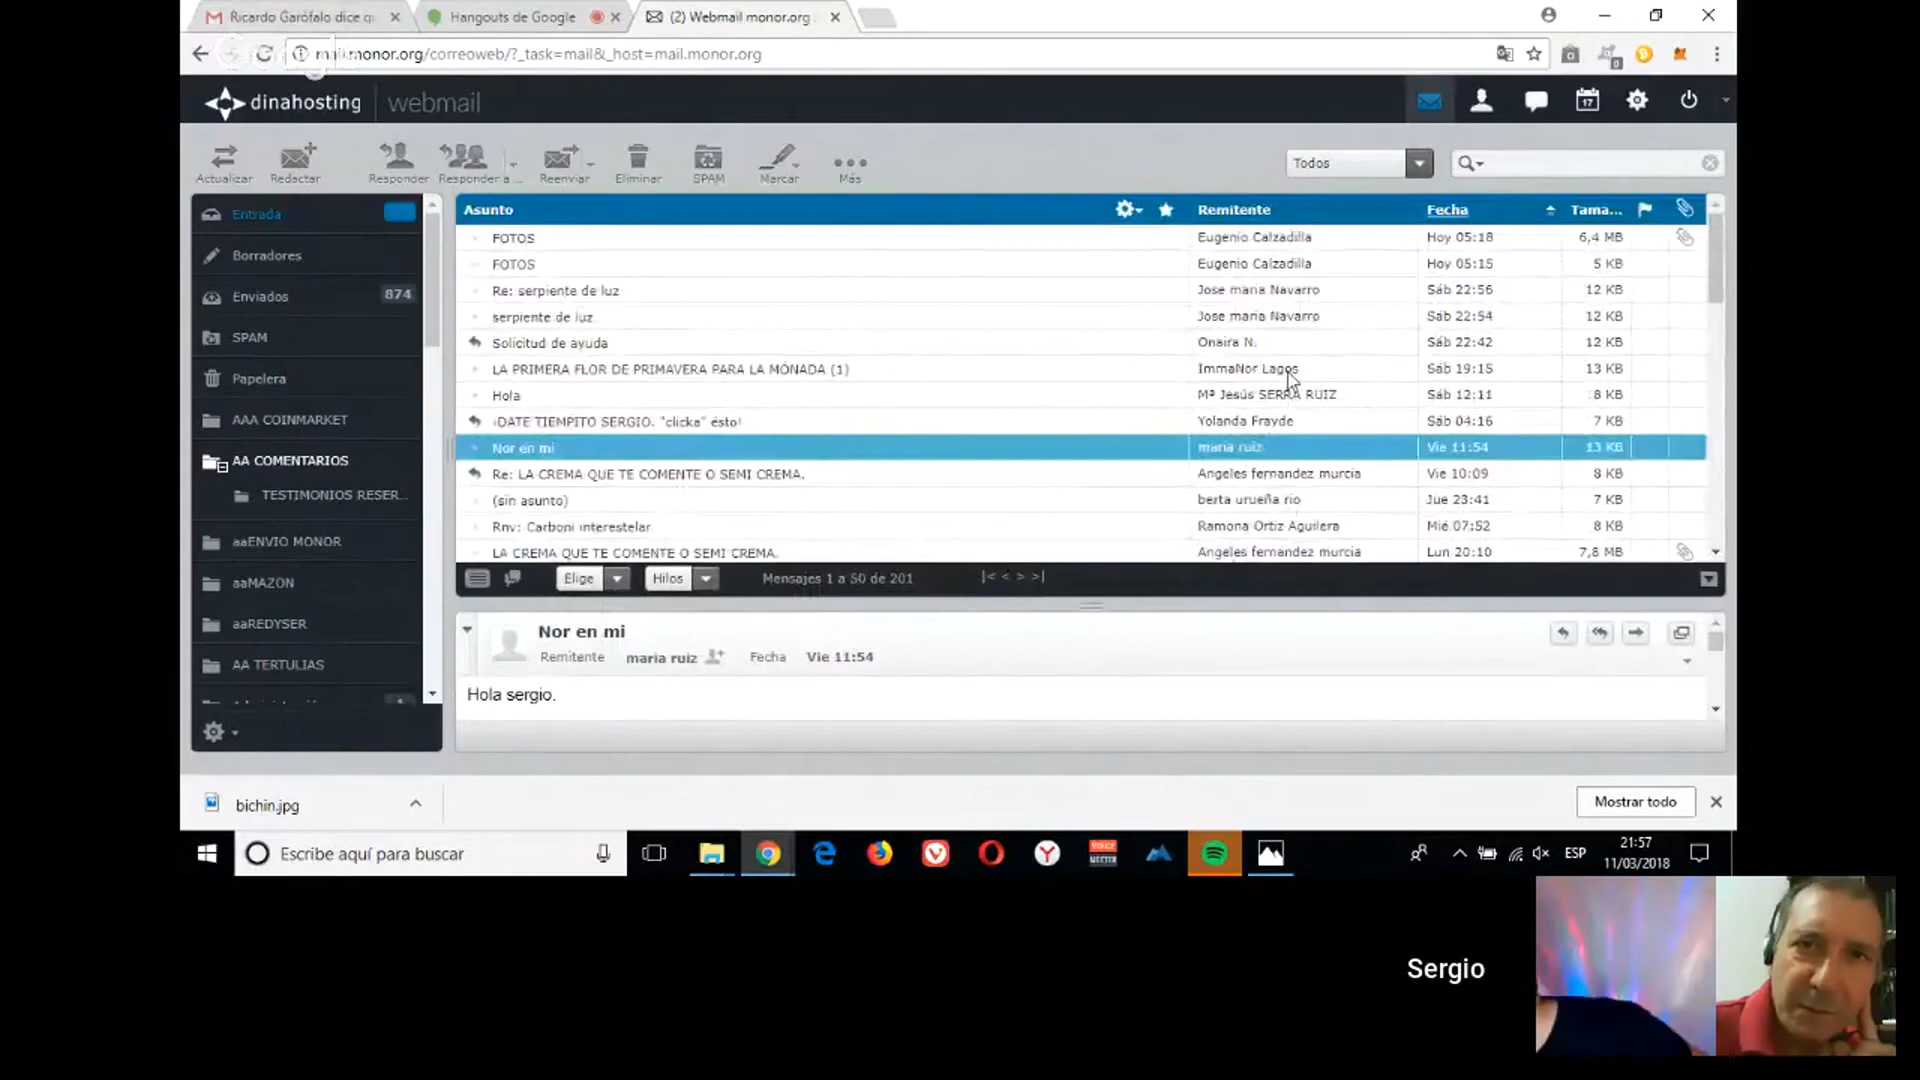 Ricardo Garófalo dice qu
Hangouts de Google
(2) Webmail monor.org
.monor.org/correoweb/?_task=mail&_host=mail.monor.org
dinahosting webmail
17
Actualizar Redactar Responder Responder a ... Reenviar Eliminar SPAM Marcar Más
Todos
Entrada
Borradores
Enviados 874
SPAM
Papelera
AAA COINMARKET
AA COMENTARIOS
TESTIMONIOS RESER...
aaENVIO MONOR
aaMAZON
aaREDYSER
AA TERTULIAS
Asunto Remitente Fecha Tama...
FOTOS Eugenio Calzadilla Hoy 05:18 6,4 MB
FOTOS Eugenio Calzadilla Hoy 05:15 5 KB
Re: serpiente de luz Jose maria Navarro Sáb 22:56 12 KB
serpiente de luz Jose maria Navarro Sáb 22:54 12 KB
Solicitud de ayuda Onaira N. Sáb 22:42 12 KB
LA PRIMERA FLOR DE PRIMAVERA PARA LA MÓNADA (1) ImmaNor Lagos Sáb 19:15 13 KB
Hola Mª Jesús SERRA RUIZ Sáb 12:11 8 KB
¡DATE TIEMPITO SERGIO. "clicka" ésto! Yolanda Frayde Sáb 04:16 7 KB
Nor en mi maria ruiz Vie 11:54 13 KB
Re: LA CREMA QUE TE COMENTE O SEMI CREMA. Angeles fernandez murcia Vie 10:09 8 KB
(sin asunto) berta urueña rio Jue 23:41 7 KB
Rnv: Carboni interestelar Ramona Ortiz Aguilera Mié 07:52 8 KB
LA CREMA QUE TE COMENTE O SEMI CREMA. Angeles fernandez murcia Lun 20:10 7,8 MB
Elige Hilos Mensajes 1 a 50 de 201 |< < > >|
Nor en mi
Remitente maria ruiz Fecha Vie 11:54
Hola sergio.
bichin.jpg
Mostrar todo
Escribe aquí para buscar
ESP
21:57
11/03/2018
Sergio